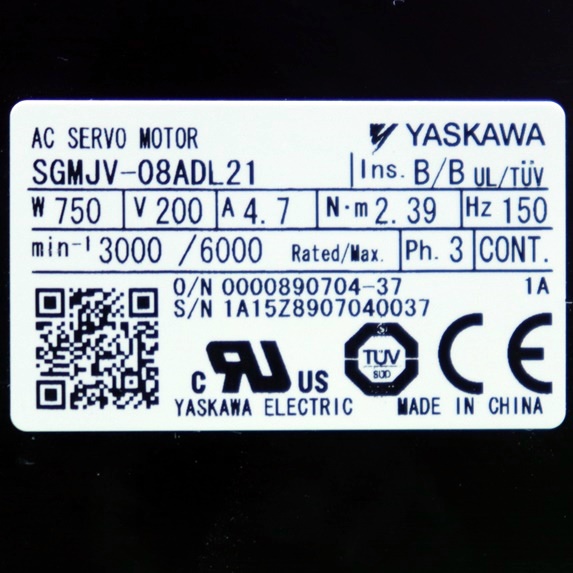 AC SERVO MOTOR YASKAWA
SGMJV-08ADL21 Ins. B/B UL/TÜV
W 750 V 200 A 4.7 N·m 2.39 Hz 150
min-1 3000 /6000 Rated/Max. Ph. 3 CONT.
O/N 0000890704-37 1A
S/N 1A15Z8907040037
c RU US TÜV SÜD CE
YASKAWA ELECTRIC MADE IN CHINA